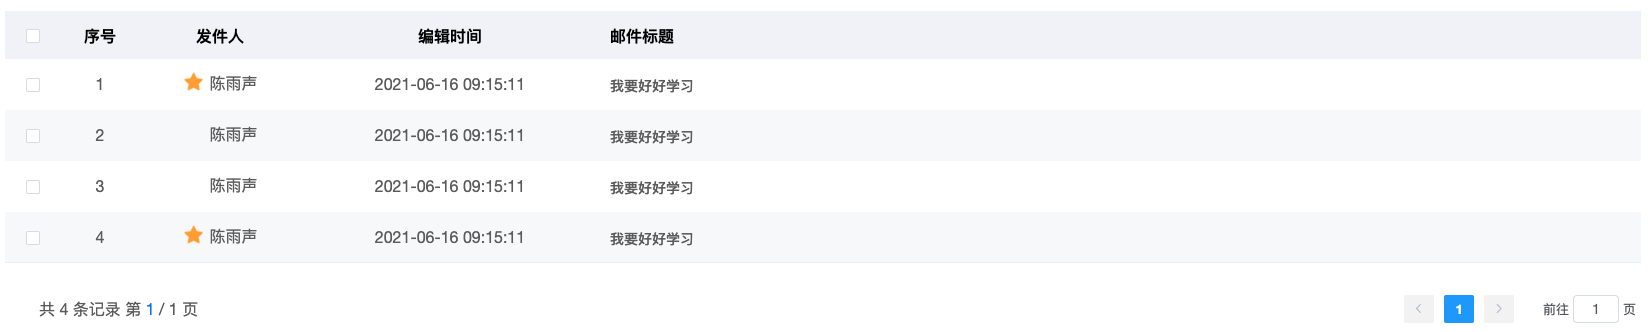 序号 发件人 编辑时间 邮件标题
1 陈雨声 2021-06-16 09:15:11 我要好好学习
2 陈雨声 2021-06-16 09:15:11 我要好好学习
3 陈雨声 2021-06-16 09:15:11 我要好好学习
4 陈雨声 2021-06-16 09:15:11 我要好好学习
共 4 条记录 第 1 / 1 页 1 前往 1 页